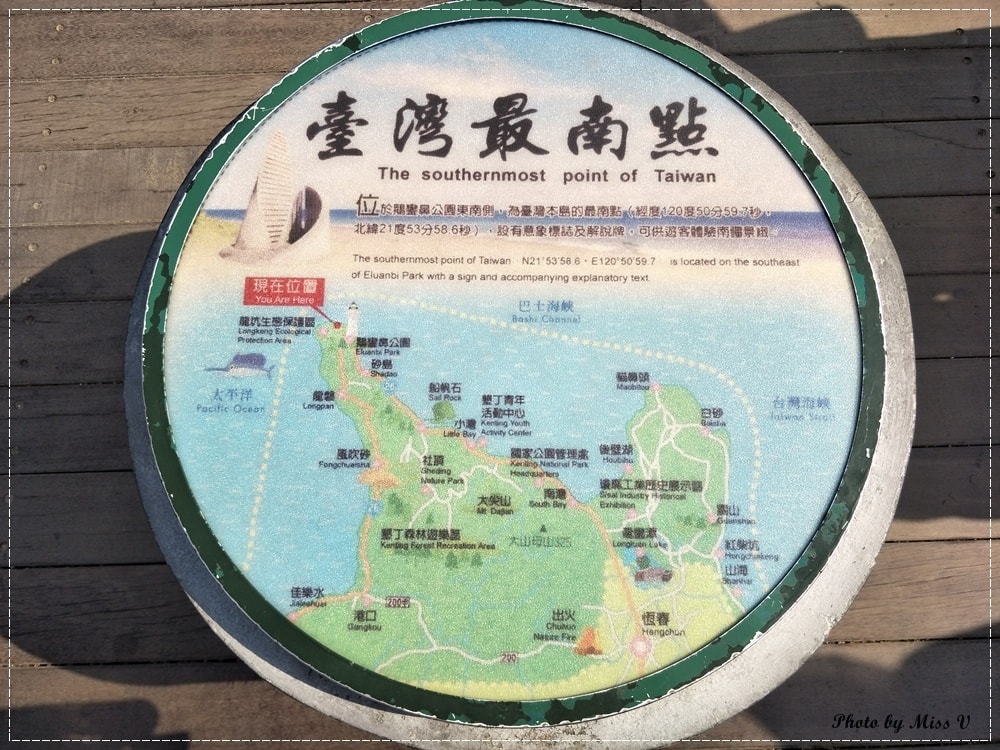 臺灣最南點
The southernmost point of Taiwan
位於鵝鑾鼻公園東南側，為臺灣本島的最南點（經度120度50分59.7秒，
北緯21度53分58.6秒），設有意象標誌及解說牌，可供遊客體驗南疆景緻。
The southernmost point of Taiwan N21°53'58.6、E120°50'59.7 is located on the southeast
of Eluanbi Park with a sign and accompanying explanatory text
現在位置
You Are Here
巴士海峽
Bashi Channel
龍坑生態保護區
Longkeng Ecological
Protection Area
鵝鑾鼻公園
Eluanbi Park
砂島
Shadao
太平洋
Pacific Ocean
龍磐
Longpan
船帆石
Sail Rock
墾丁青年
活動中心
Kenting Youth
Activity Center
小灣
Little Bay
貓鼻頭
Maobitou
白砂
Baisha
台灣海峽
Taiwan Strait
風吹砂
Fongchueisha
社頂
Sheding
Nature Park
國家公園管理處
Kenting National Park
Headquarters
後壁湖
Houbihu
大尖山
Mt. Dajian
南灣
South Bay
瓊麻工業歷史展示區
Sisal Industry Historical
Exhibition
關山
Guanshan
墾丁森林遊樂區
Kenting Forest Recreation Area
大山母山325
龍鑾潭
Longluan Lake
紅柴坑
Hongchaikeng
山海
Shanhai
佳樂水
Jialeshuei
港口
Gangkou
200甲
出火
Chuhuo
Nature Fire
恆春
Hengchun
200
Photo by Miss V